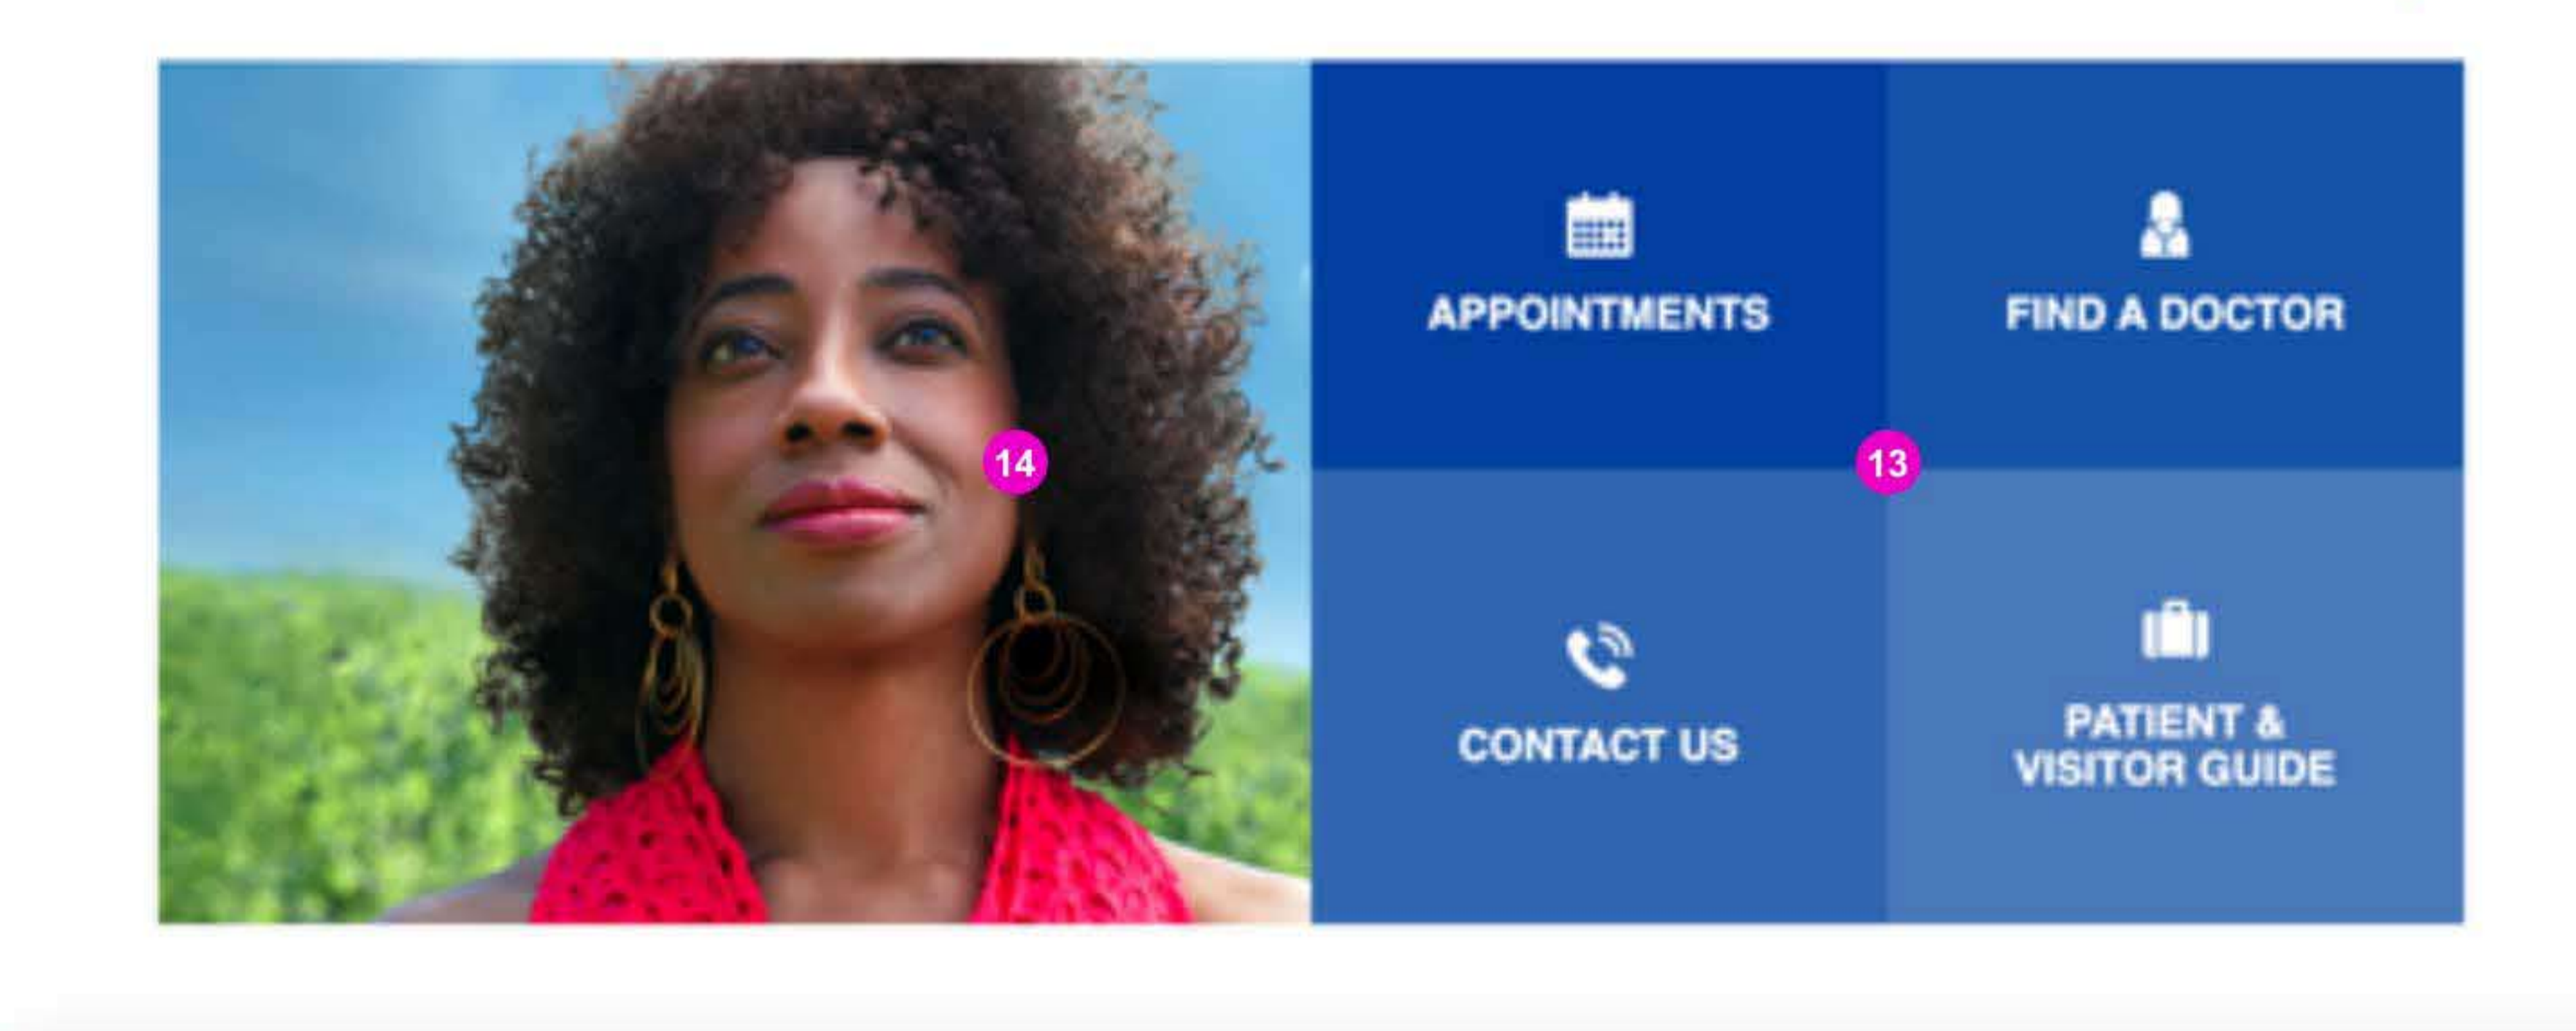 14
APPOINTMENTS
FIND A DOCTOR
13
CONTACT US
PATIENT &
VISITOR GUIDE